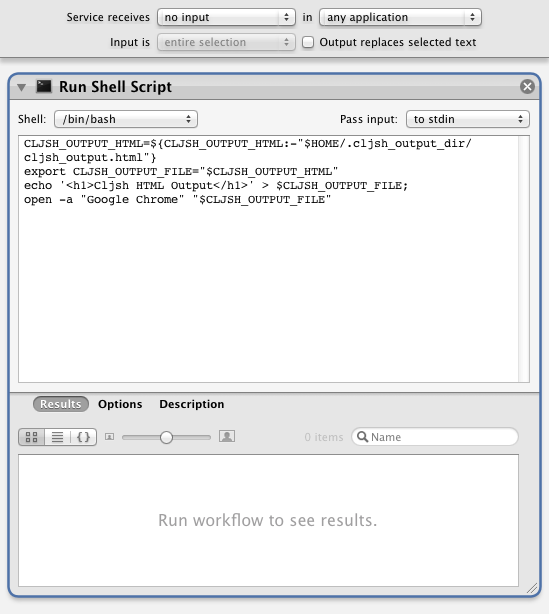 Service receives no input in any application
Input is entire selection Output replaces selected text
Run Shell Script
Shell: /bin/bash Pass input: to stdin
CLJSH_OUTPUT_HTML=${CLJSH_OUTPUT_HTML:-"$HOME/.cljsh_output_dir/
cljsh_output.html"}
export CLJSH_OUTPUT_FILE="$CLJSH_OUTPUT_HTML"
echo '<h1>Cljsh HTML Output</h1>' > $CLJSH_OUTPUT_FILE;
open -a "Google Chrome" "$CLJSH_OUTPUT_FILE"
Results Options Description
{} 0 items Name
Run workflow to see results.